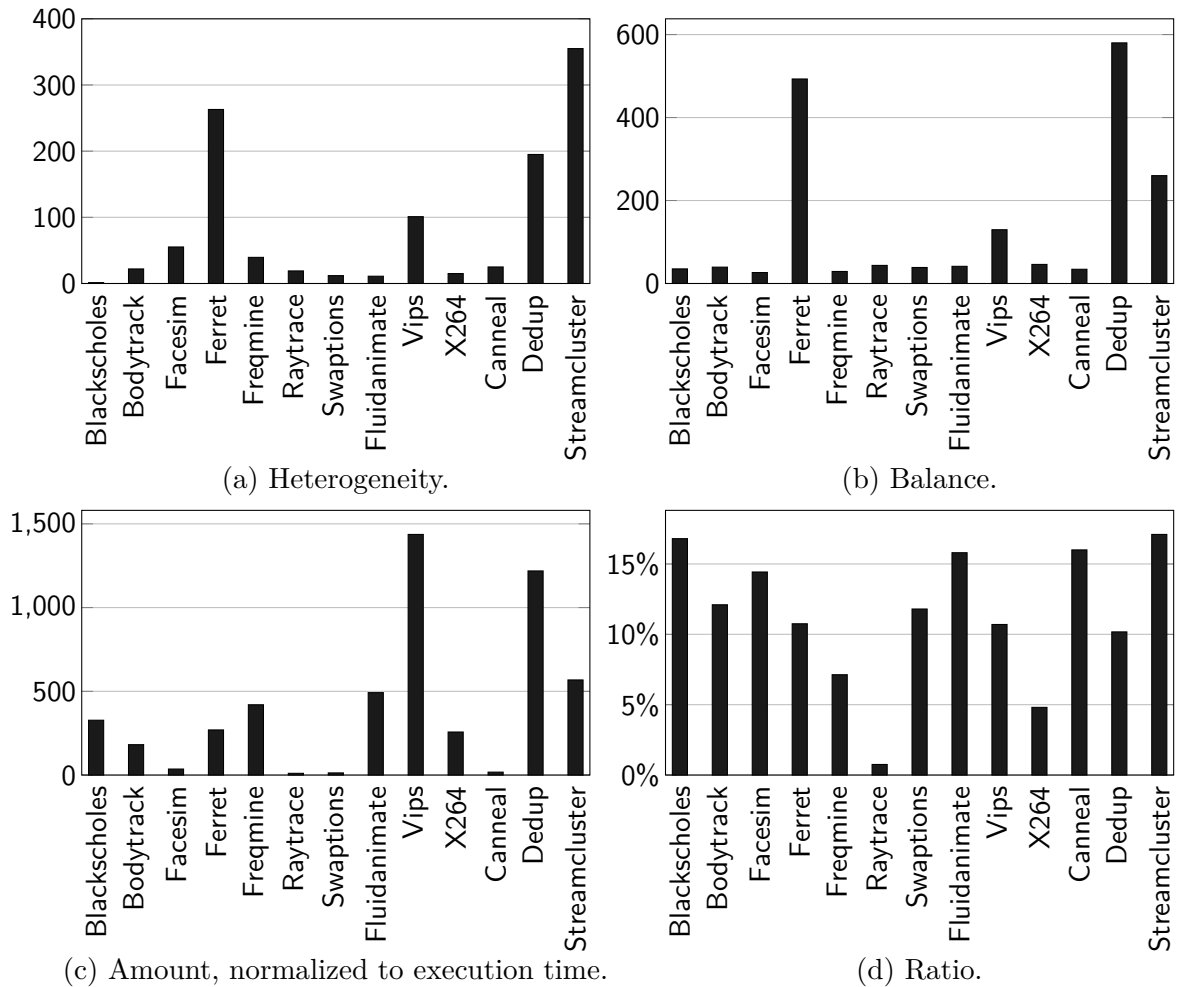 400
300
200
100
0
Blackscholes
Bodytrack
Facesim
Ferret
Freqmine
Raytrace
Swaptions
Fluidanimate
Vips
X264
Canneal
Dedup
Streamcluster
(a) Heterogeneity.
600
400
200
0
Blackscholes
Bodytrack
Facesim
Ferret
Freqmine
Raytrace
Swaptions
Fluidanimate
Vips
X264
Canneal
Dedup
Streamcluster
(b) Balance.
1,500
1,000
500
0
Blackscholes
Bodytrack
Facesim
Ferret
Freqmine
Raytrace
Swaptions
Fluidanimate
Vips
X264
Canneal
Dedup
Streamcluster
(c) Amount, normalized to execution time.
15%
10%
5%
0%
Blackscholes
Bodytrack
Facesim
Ferret
Freqmine
Raytrace
Swaptions
Fluidanimate
Vips
X264
Canneal
Dedup
Streamcluster
(d) Ratio.